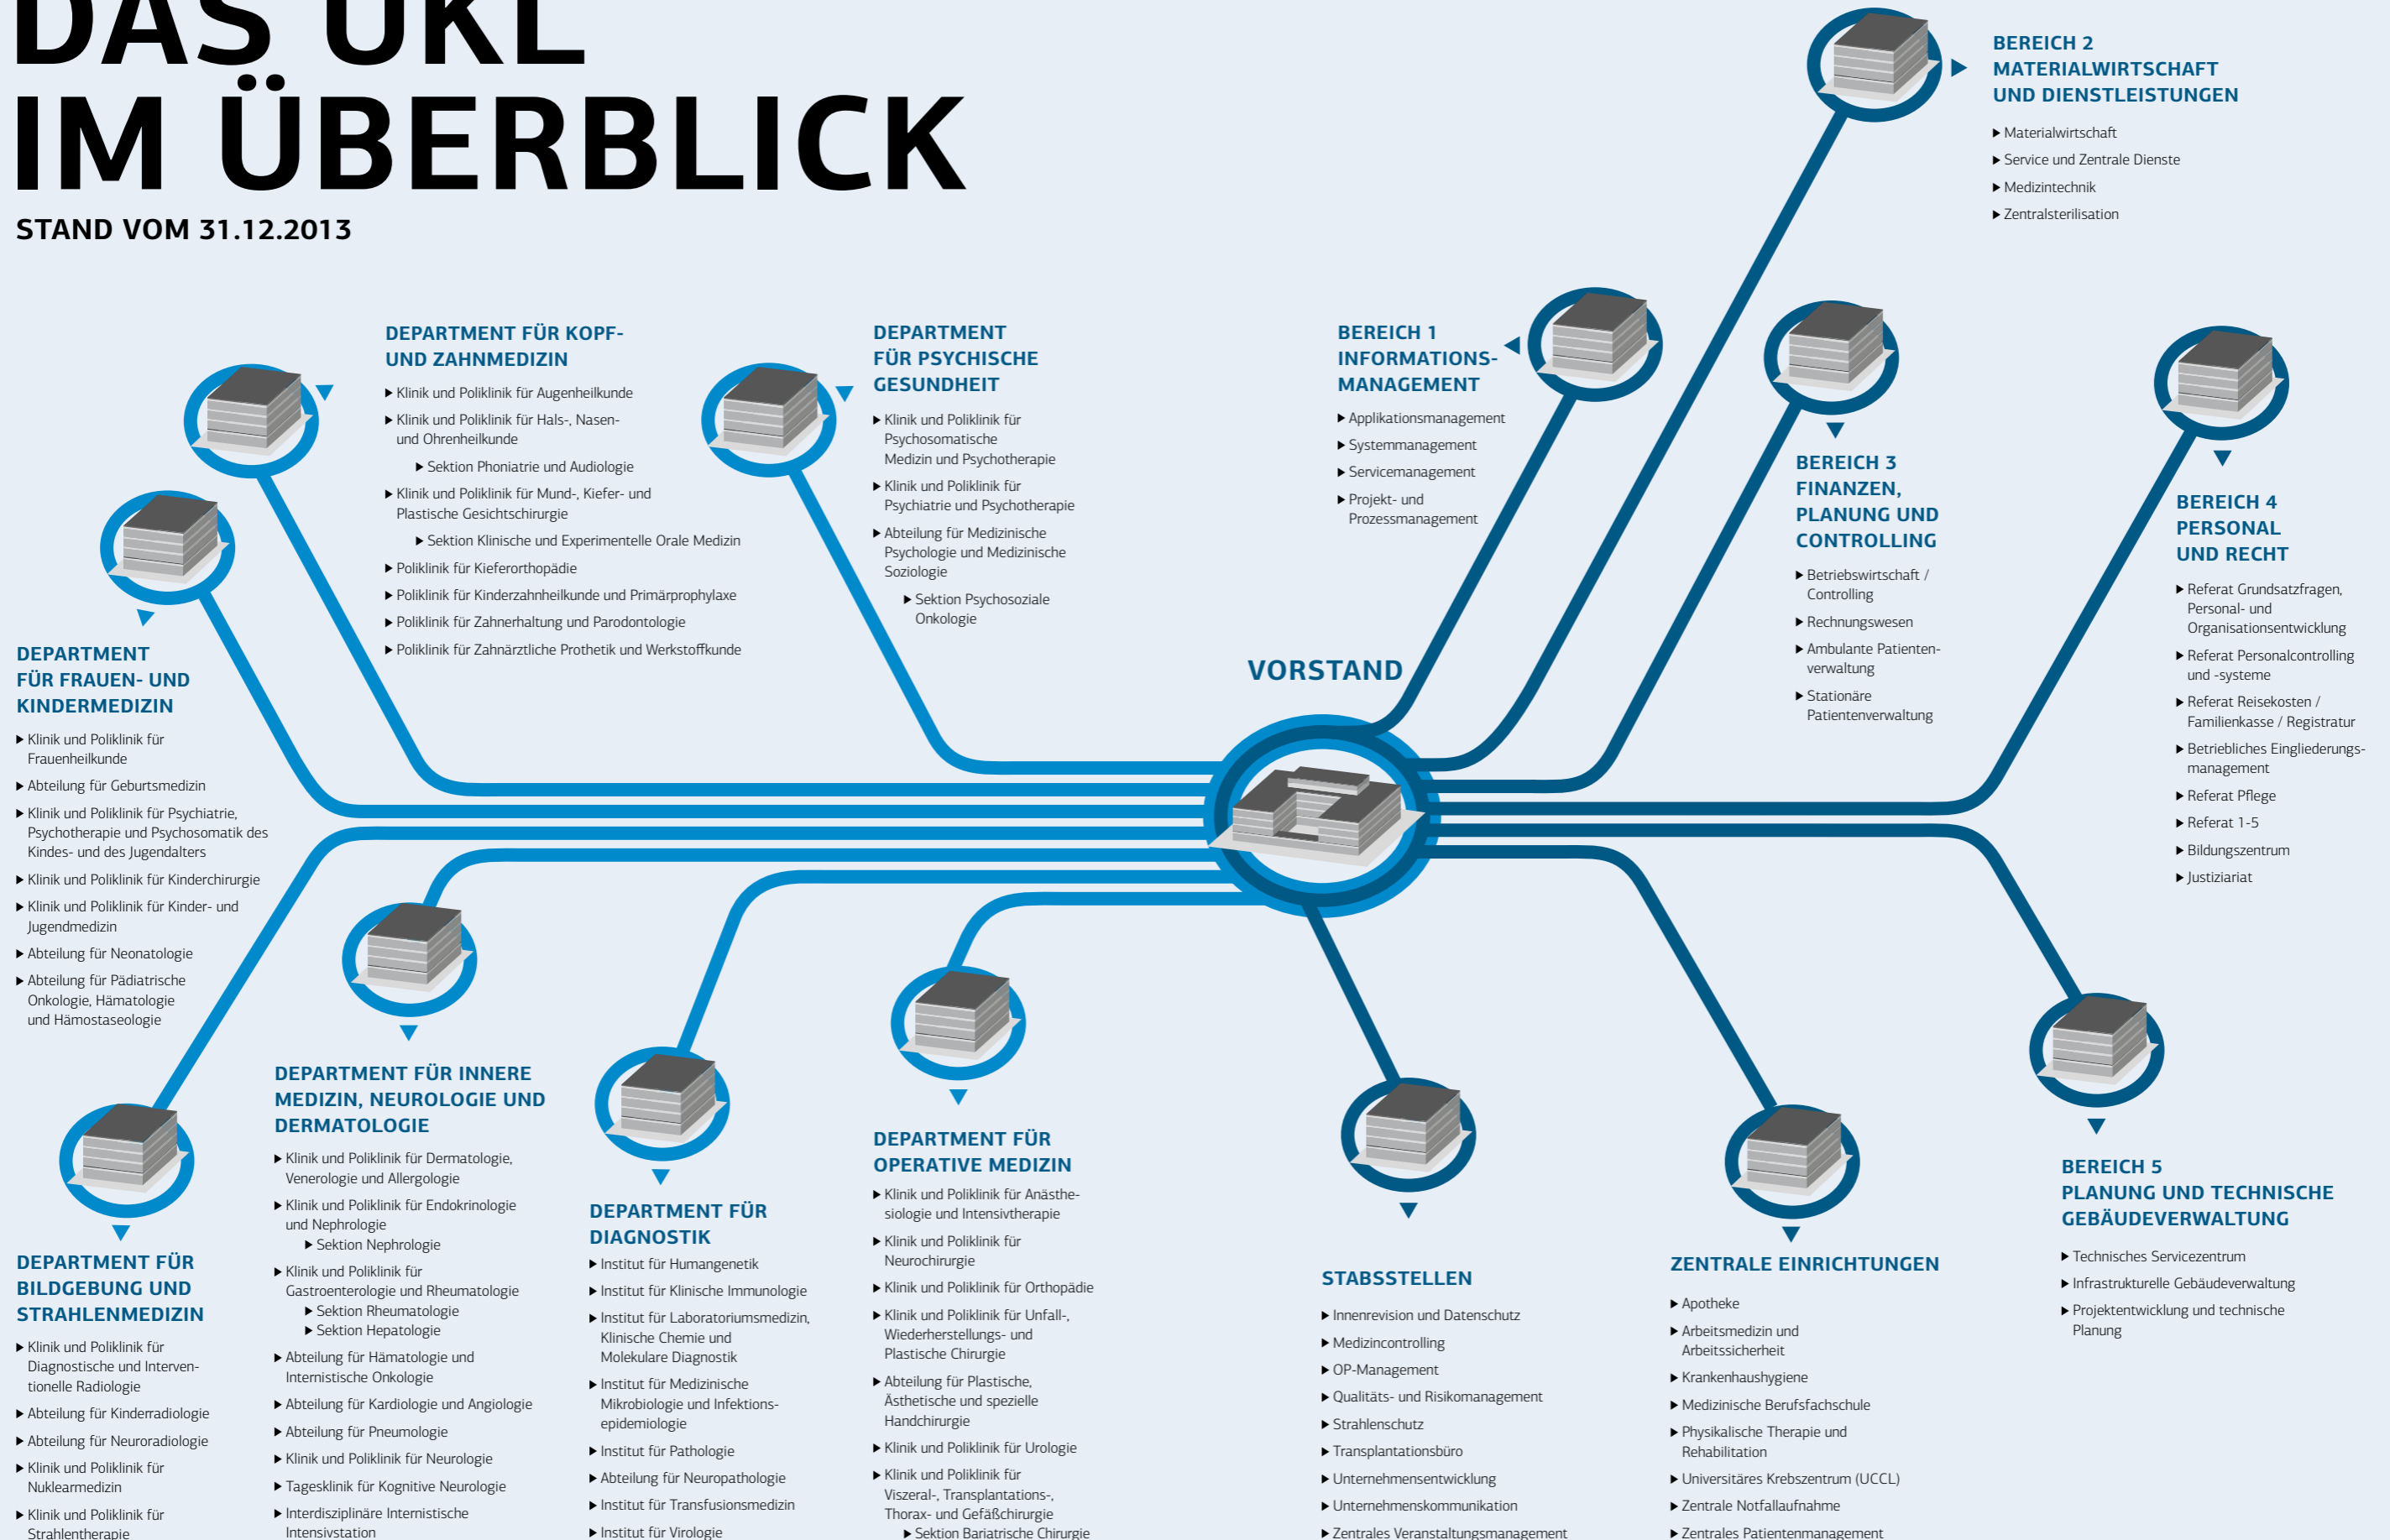 DAS UKL
IM ÜBERBLICK
STAND VOM 31.12.2013
DEPARTMENT FÜR KOPF-
UND ZAHNMEDIZIN
▶ Klinik und Poliklinik für Augenheilkunde
▶ Klinik und Poliklinik für Hals-, Nasen-
und Ohrenheilkunde
▶ Sektion Phoniatrie und Audiologie
▶ Klinik und Poliklinik für Mund-, Kiefer- und
Plastische Gesichtschirurgie
▶ Sektion Klinische und Experimentelle Orale Medizin
▶ Poliklinik für Kieferorthopädie
▶ Poliklinik für Kinderzahnheilkunde und Primärprophylaxe
▶ Poliklinik für Zahnerhaltung und Parodontologie
▶ Poliklinik für Zahnärztliche Prothetik und Werkstoffkunde
DEPARTMENT
FÜR PSYCHISCHE
GESUNDHEIT
▶ Klinik und Poliklinik für
Psychosomatische
Medizin und Psychotherapie
▶ Klinik und Poliklinik für
Psychiatrie und Psychotherapie
▶ Abteilung für Medizinische
Psychologie und Medizinische
Soziologie
▶ Sektion Psychosoziale
Onkologie
BEREICH 1
INFORMATIONS-
MANAGEMENT
▶ Applikationsmanagement
▶ Systemmanagement
▶ Servicemanagement
▶ Projekt- und
Prozessmanagement
BEREICH 2
MATERIALWIRTSCHAFT
UND DIENSTLEISTUNGEN
▶ Materialwirtschaft
▶ Service und Zentrale Dienste
▶ Medizintechnik
▶ Zentralsterilisation
BEREICH 3
FINANZEN,
PLANUNG UND
CONTROLLING
▶ Betriebswirtschaft /
Controlling
▶ Rechnungswesen
▶ Ambulante Patienten-
verwaltung
▶ Stationäre
Patientenverwaltung
BEREICH 4
PERSONAL
UND RECHT
▶ Referat Grundsatzfragen,
Personal- und
Organisationsentwicklung
▶ Referat Personalcontrolling
und -systeme
▶ Referat Reisekosten /
Familienkasse / Registratur
▶ Betriebliches Eingliederungs-
management
▶ Referat Pflege
▶ Referat 1-5
▶ Bildungszentrum
▶ Justiziariat
VORSTAND
DEPARTMENT
FÜR FRAUEN- UND
KINDERMEDIZIN
▶ Klinik und Poliklinik für
Frauenheilkunde
▶ Abteilung für Geburtsmedizin
▶ Klinik und Poliklinik für Psychiatrie,
Psychotherapie und Psychosomatik des
Kindes- und des Jugendalters
▶ Klinik und Poliklinik für Kinderchirurgie
▶ Klinik und Poliklinik für Kinder- und
Jugendmedizin
▶ Abteilung für Neonatologie
▶ Abteilung für Pädiatrische
Onkologie, Hämatologie
und Hämostaseologie
DEPARTMENT FÜR
BILDGEBUNG UND
STRAHLENMEDIZIN
▶ Klinik und Poliklinik für
Diagnostische und Interven-
tionelle Radiologie
▶ Abteilung für Kinderradiologie
▶ Abteilung für Neuroradiologie
▶ Klinik und Poliklinik für
Nuklearmedizin
▶ Klinik und Poliklinik für
Strahlentherapie
DEPARTMENT FÜR INNERE
MEDIZIN, NEUROLOGIE UND
DERMATOLOGIE
▶ Klinik und Poliklinik für Dermatologie,
Venerologie und Allergologie
▶ Klinik und Poliklinik für Endokrinologie
und Nephrologie
▶ Sektion Nephrologie
▶ Klinik und Poliklinik für
Gastroenterologie und Rheumatologie
▶ Sektion Rheumatologie
▶ Sektion Hepatologie
▶ Abteilung für Hämatologie und
Internistische Onkologie
▶ Abteilung für Kardiologie und Angiologie
▶ Abteilung für Pneumologie
▶ Klinik und Poliklinik für Neurologie
▶ Tagesklinik für Kognitive Neurologie
▶ Interdisziplinäre Internistische
Intensivstation
DEPARTMENT FÜR
DIAGNOSTIK
▶ Institut für Humangenetik
▶ Institut für Klinische Immunologie
▶ Institut für Laboratoriumsmedizin,
Klinische Chemie und
Molekulare Diagnostik
▶ Institut für Medizinische
Mikrobiologie und Infektions-
epidemiologie
▶ Institut für Pathologie
▶ Abteilung für Neuropathologie
▶ Institut für Transfusionsmedizin
▶ Institut für Virologie
DEPARTMENT FÜR
OPERATIVE MEDIZIN
▶ Klinik und Poliklinik für Anästhe-
siologie und Intensivtherapie
▶ Klinik und Poliklinik für
Neurochirurgie
▶ Klinik und Poliklinik für Orthopädie
▶ Klinik und Poliklinik für Unfall-,
Wiederherstellungs- und
Plastische Chirurgie
▶ Abteilung für Plastische,
Ästhetische und spezielle
Handchirurgie
▶ Klinik und Poliklinik für Urologie
▶ Klinik und Poliklinik für
Viszeral-, Transplantations-,
Thorax- und Gefäßchirurgie
▶ Sektion Bariatrische Chirurgie
STABSSTELLEN
▶ Innenrevision und Datenschutz
▶ Medizincontrolling
▶ OP-Management
▶ Qualitäts- und Risikomanagement
▶ Strahlenschutz
▶ Transplantationsbüro
▶ Unternehmensentwicklung
▶ Unternehmenskommunikation
▶ Zentrales Veranstaltungsmanagement
ZENTRALE EINRICHTUNGEN
▶ Apotheke
▶ Arbeitsmedizin und
Arbeitssicherheit
▶ Krankenhaushygiene
▶ Medizinische Berufsfachschule
▶ Physikalische Therapie und
Rehabilitation
▶ Universitäres Krebszentrum (UCCL)
▶ Zentrale Notfallaufnahme
▶ Zentrales Patientenmanagement
BEREICH 5
PLANUNG UND TECHNISCHE
GEBÄUDEVERWALTUNG
▶ Technisches Servicezentrum
▶ Infrastrukturelle Gebäudeverwaltung
▶ Projektentwicklung und technische
Planung